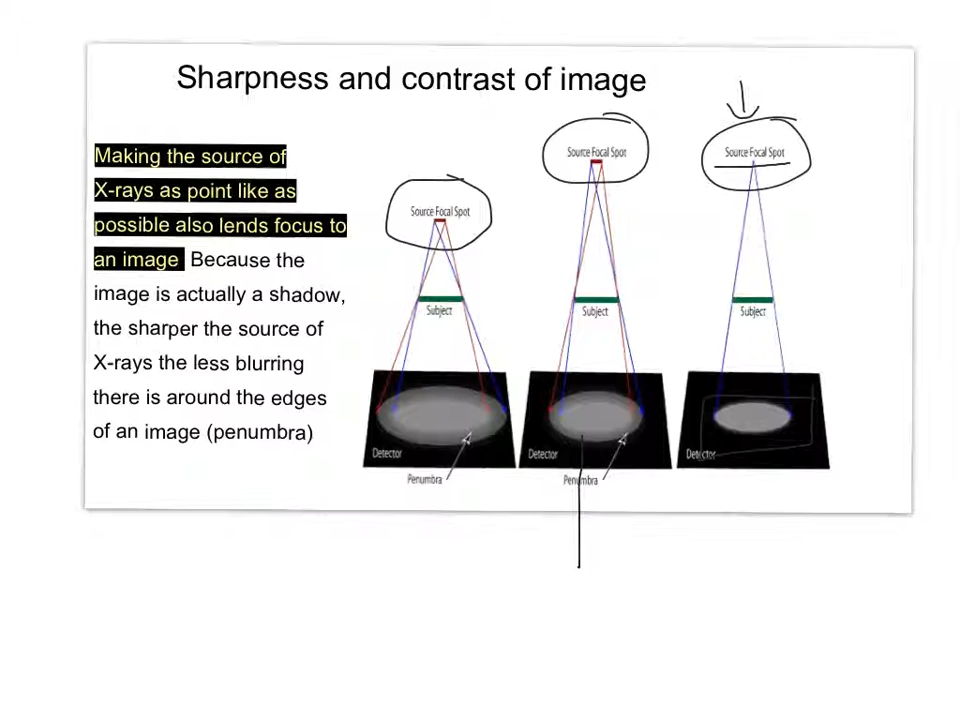 Sharpness and contrast of image
Making the source of
X-rays as point like as
possible also lends focus to
an image Because the
image is actually a shadow,
the sharper the source of
X-rays the less blurring
there is around the edges
of an image (penumbra)
Source Focal Spot
Subject
Detector
Penumbra
Source Focal Spot
Subject
Detector
Penumbra
Source Focal Spot
Subject
Detector